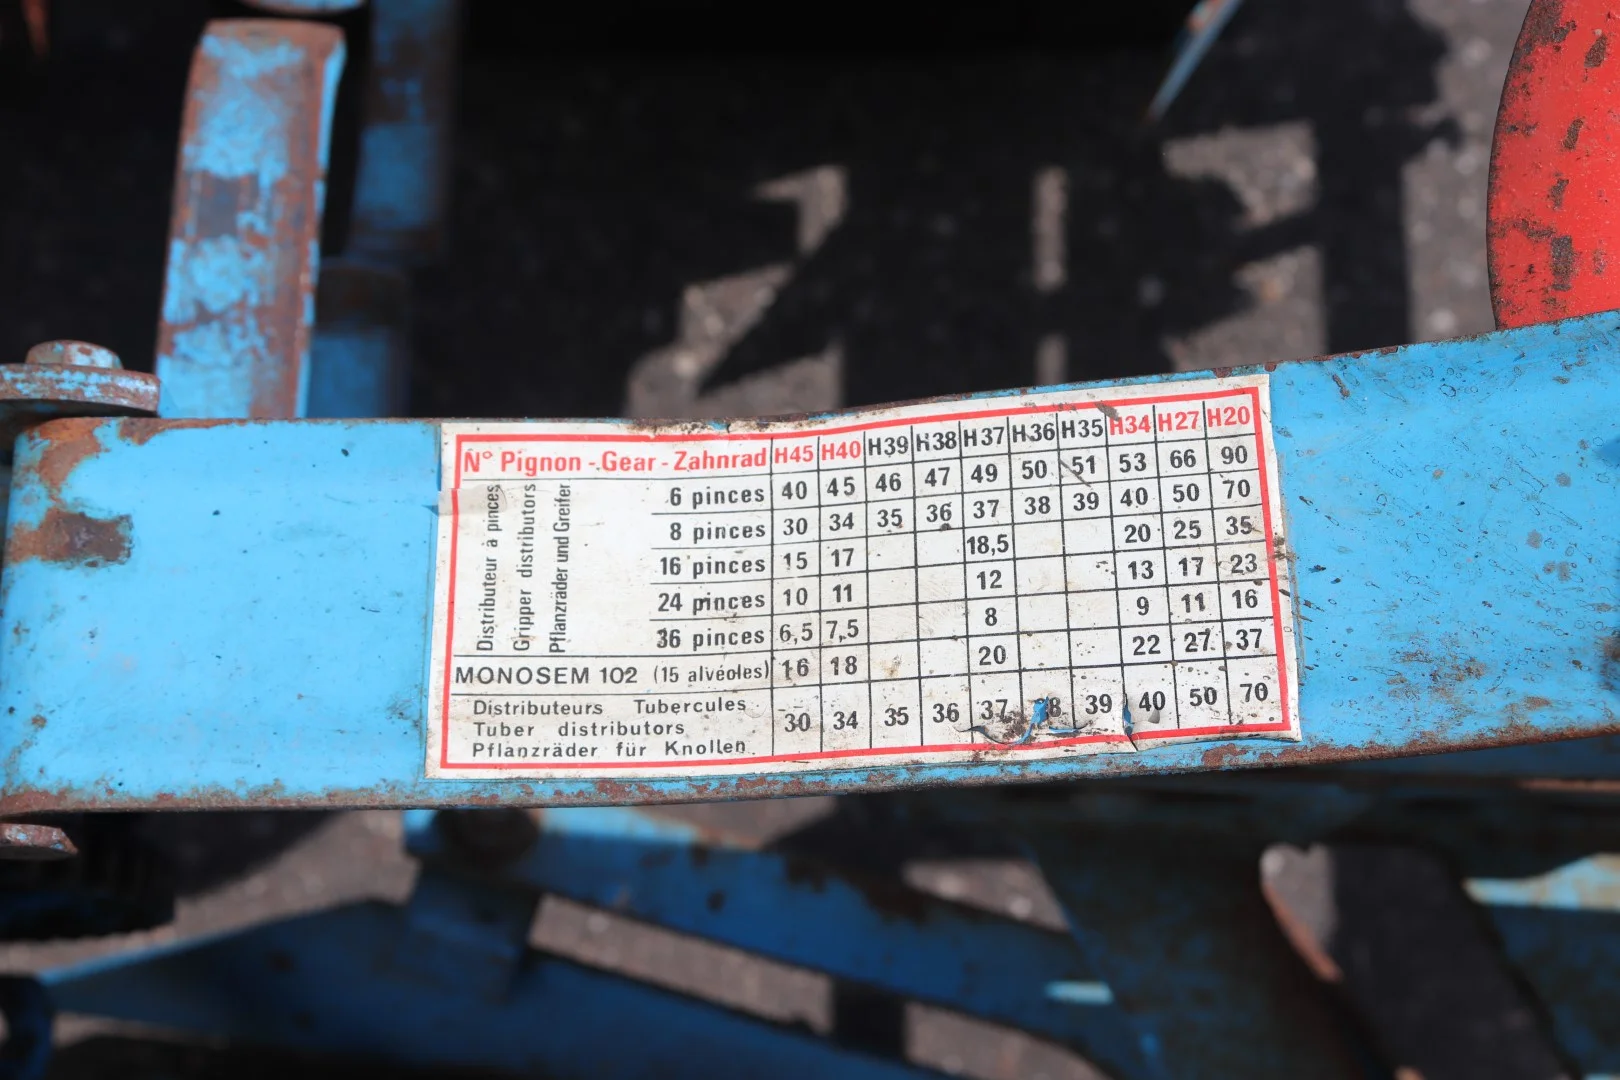 N° Pignon - Gear - Zahnrad H45 H40 H39 H38 H37 H36 H35 H34 H27 H20
Distributeur à pinces
Gripper distributors
Pflanzräder und Greifer
6 pinces 40 45 46 47 49 50 51 53 66 90
8 pinces 30 34 35 36 37 38 39 40 50 70
16 pinces 15 17 18,5 20 25 35
24 pinces 10 11 12 13 17 23
36 pinces 6,5 7,5 8 9 11 16
MONOSEM 102 (15 alvéoles) 16 18 20 22 27 37
Distributeurs Tubercules
Tuber distributors
Pflanzräder für Knollen
30 34 35 36 37 39 40 50 70